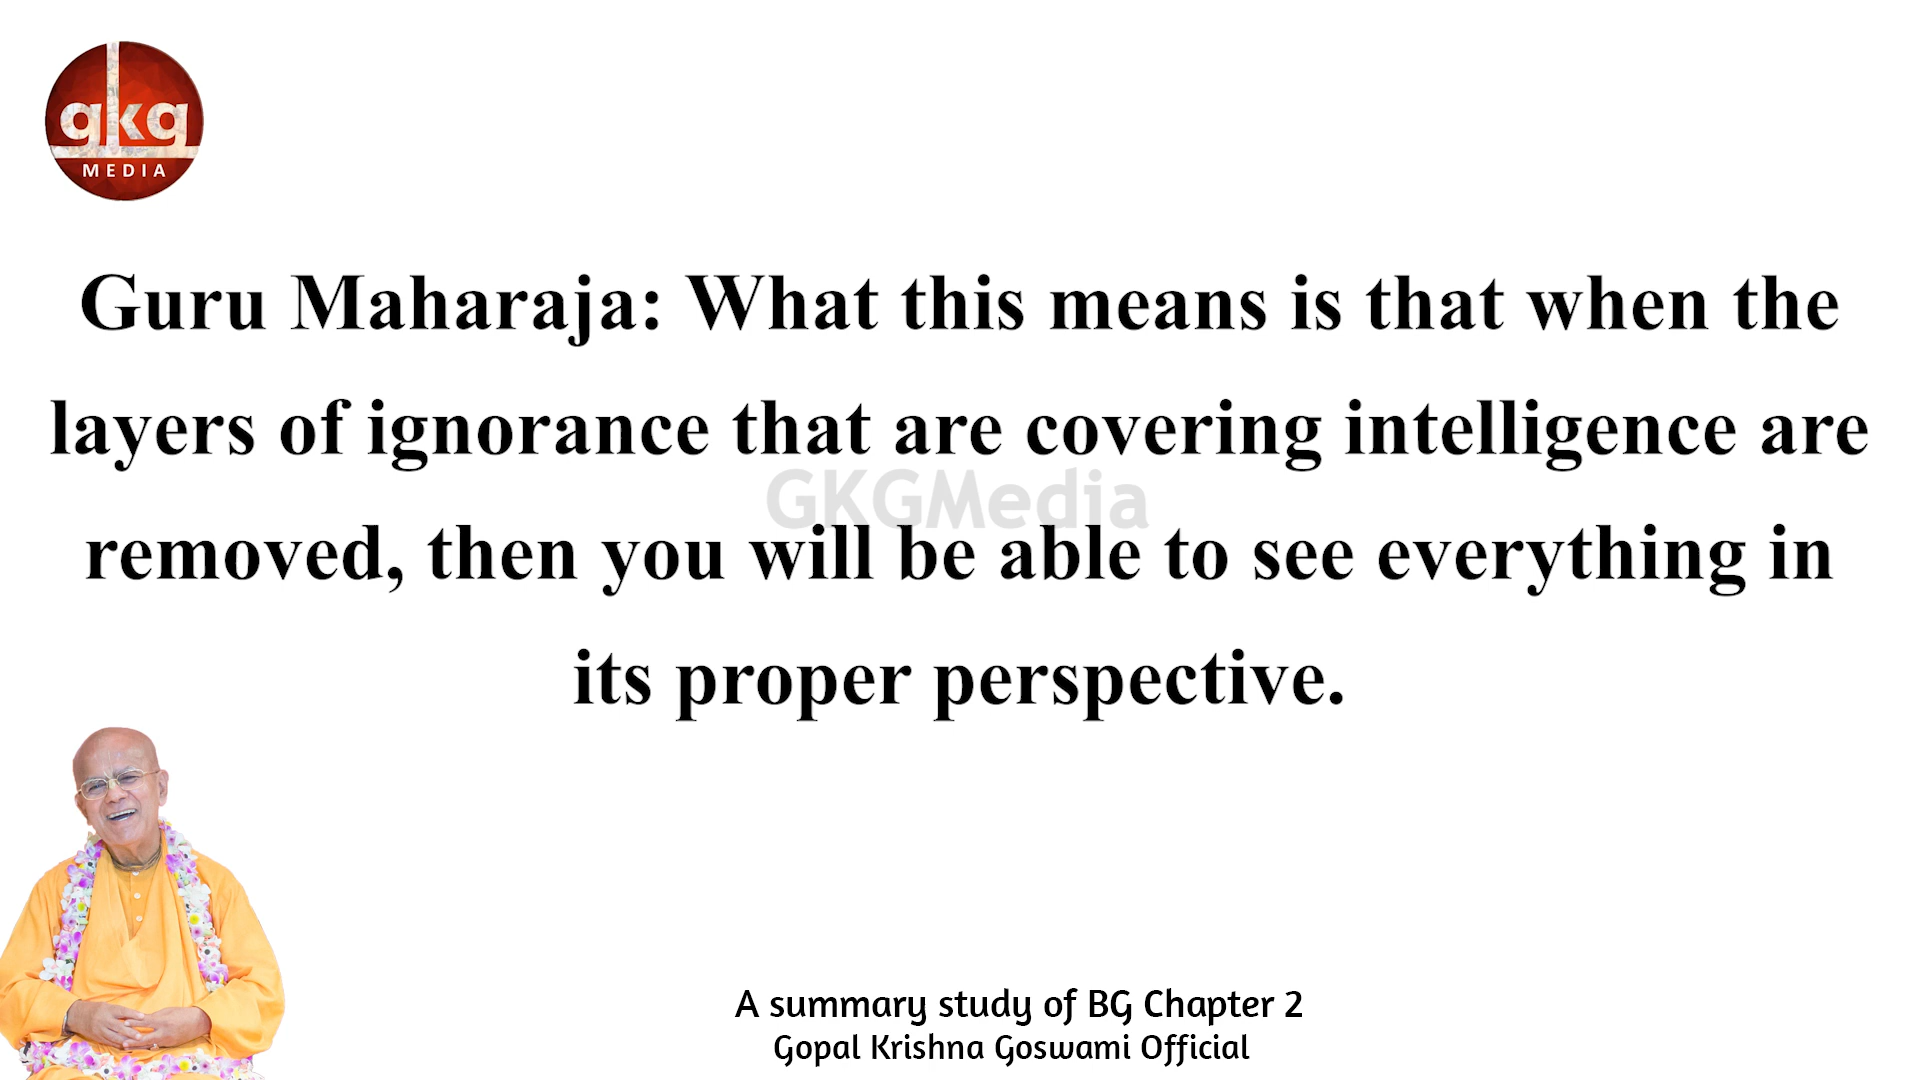 gkg
MEDIA
Guru Maharaja: What this means is that when the
layers of ignorance that are covering intelligence are
GKGMedia
removed, then you will be able to see everything in
its proper perspective.
A summary study of BG Chapter 2
Gopal Krishna Goswami Official